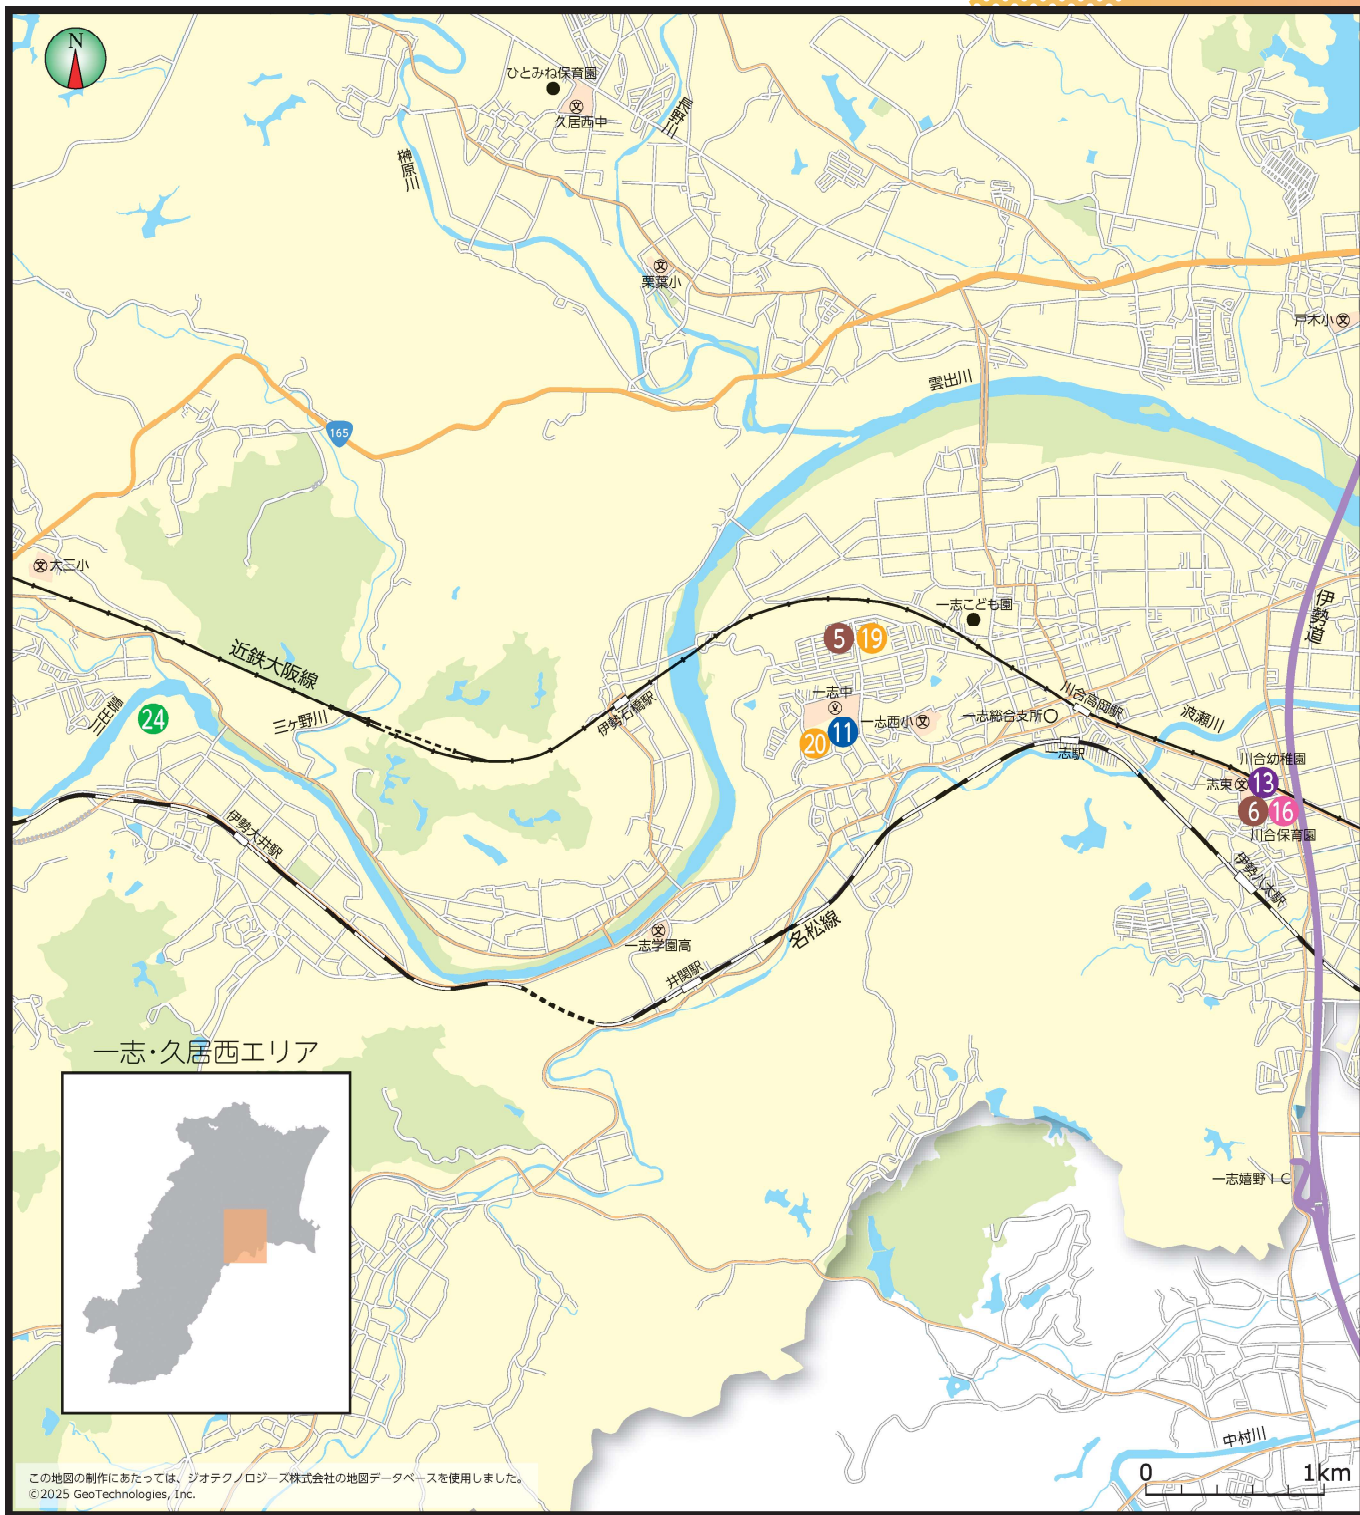 N
ひとみね保育園
久居西中
長野川
榊原川
栗葉小
戸木小
雲出川
165
大三小
伊勢道
一志こども園
5
19
近鉄大阪線
川合高岡駅
一志中
伊勢石橋駅
雲出川
24
三ヶ野川
一志西小
一志総合支所
波瀬川
11
20
一志駅
川合幼稚園
一志東
13
6
16
川合保育園
伊勢大井駅
伊勢八太駅
名松線
一志学園高
井関駅
一志・久居西エリア
一志嬉野IC
中村川
0
1km
この地図の制作にあたっては、ジオテクノロジーズ株式会社の地図データベースを使用しました。
©2025 GeoTechnologies, Inc.